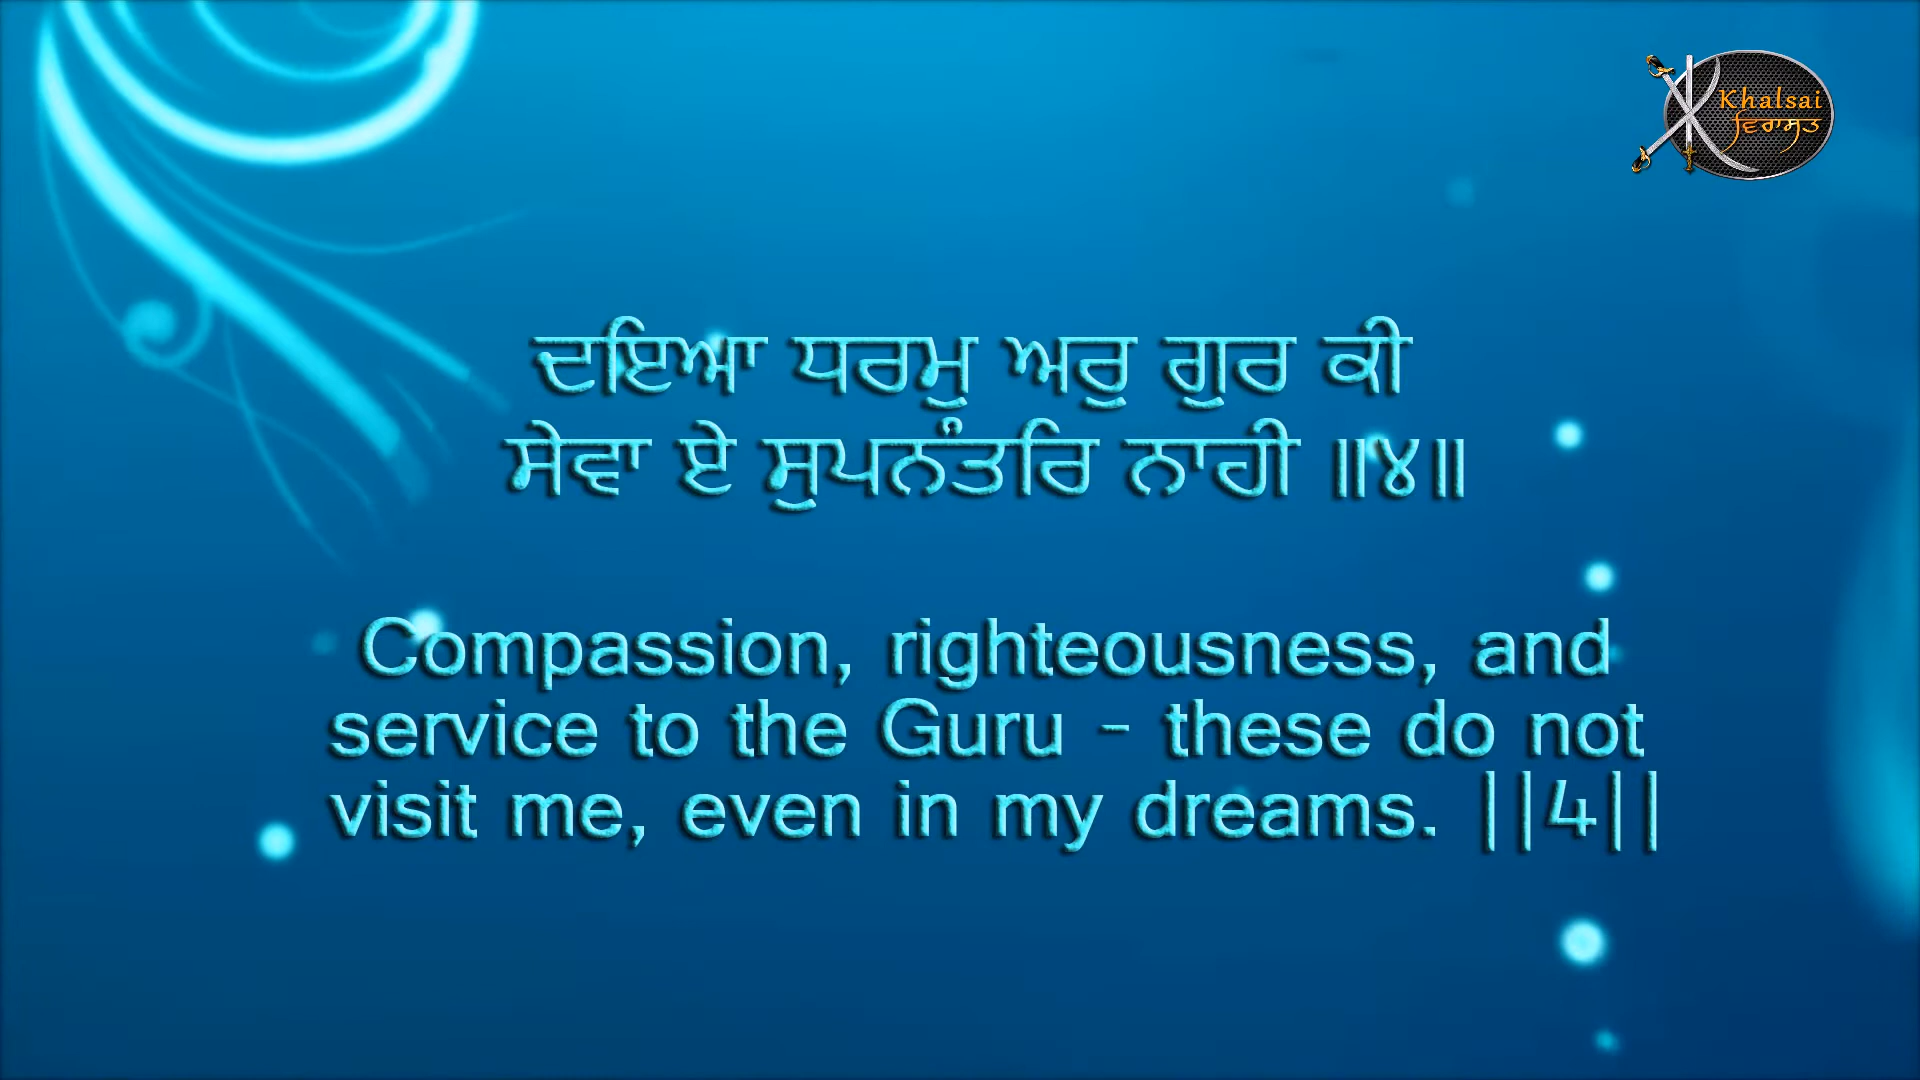 Khalsai
ਵਿਰਾਸਤ
ਦਇਆ ਧਰਮੁ ਅਰੁ ਗੁਰ ਕੀ
ਸੇਵਾ ਏ ਸੁਪਨੰਤਰਿ ਨਾਹੀ ॥੪॥
Compassion, righteousness, and
service to the Guru - these do not
visit me, even in my dreams. ||4||